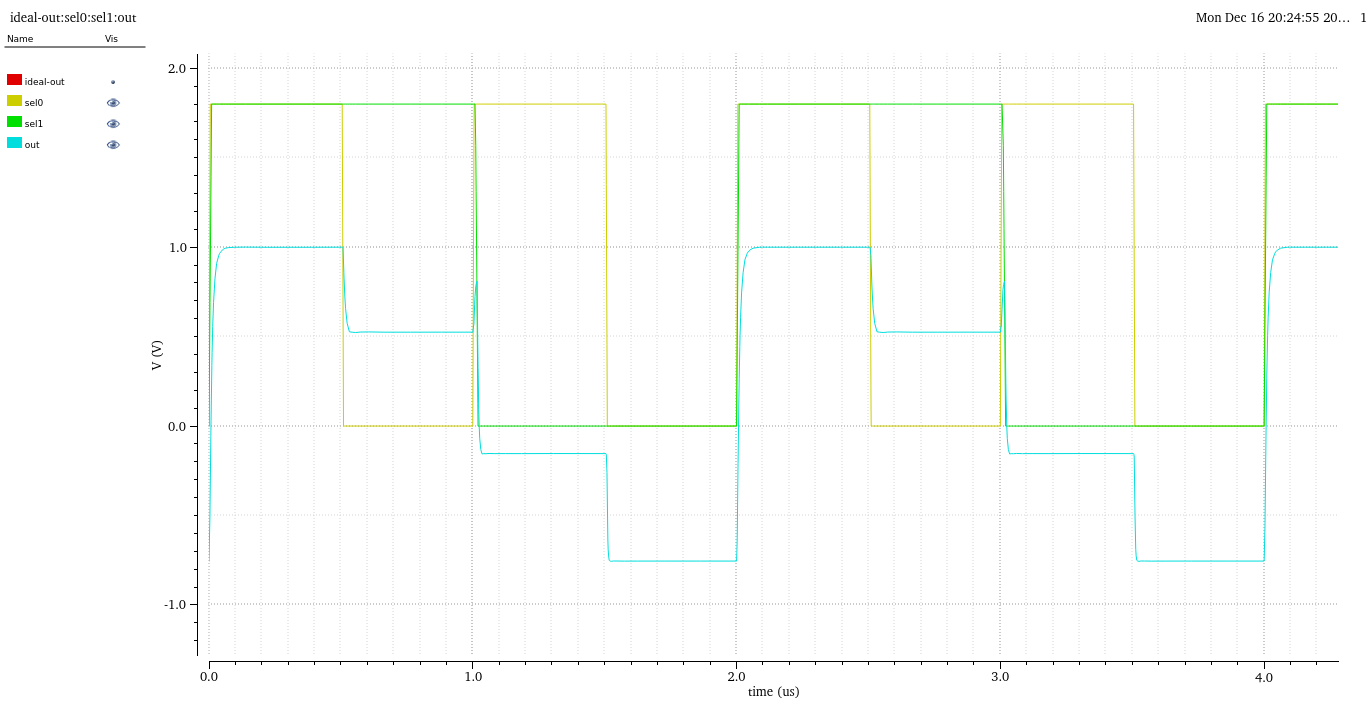 ideal-out:sel0:sel1:out
Mon Dec 16 20:24:55 20... 1
Name Vis
ideal-out
sel0
sel1
out
2.0
1.0
0.0
-1.0
V (V)
0.0 1.0 2.0 3.0 4.0
time (us)